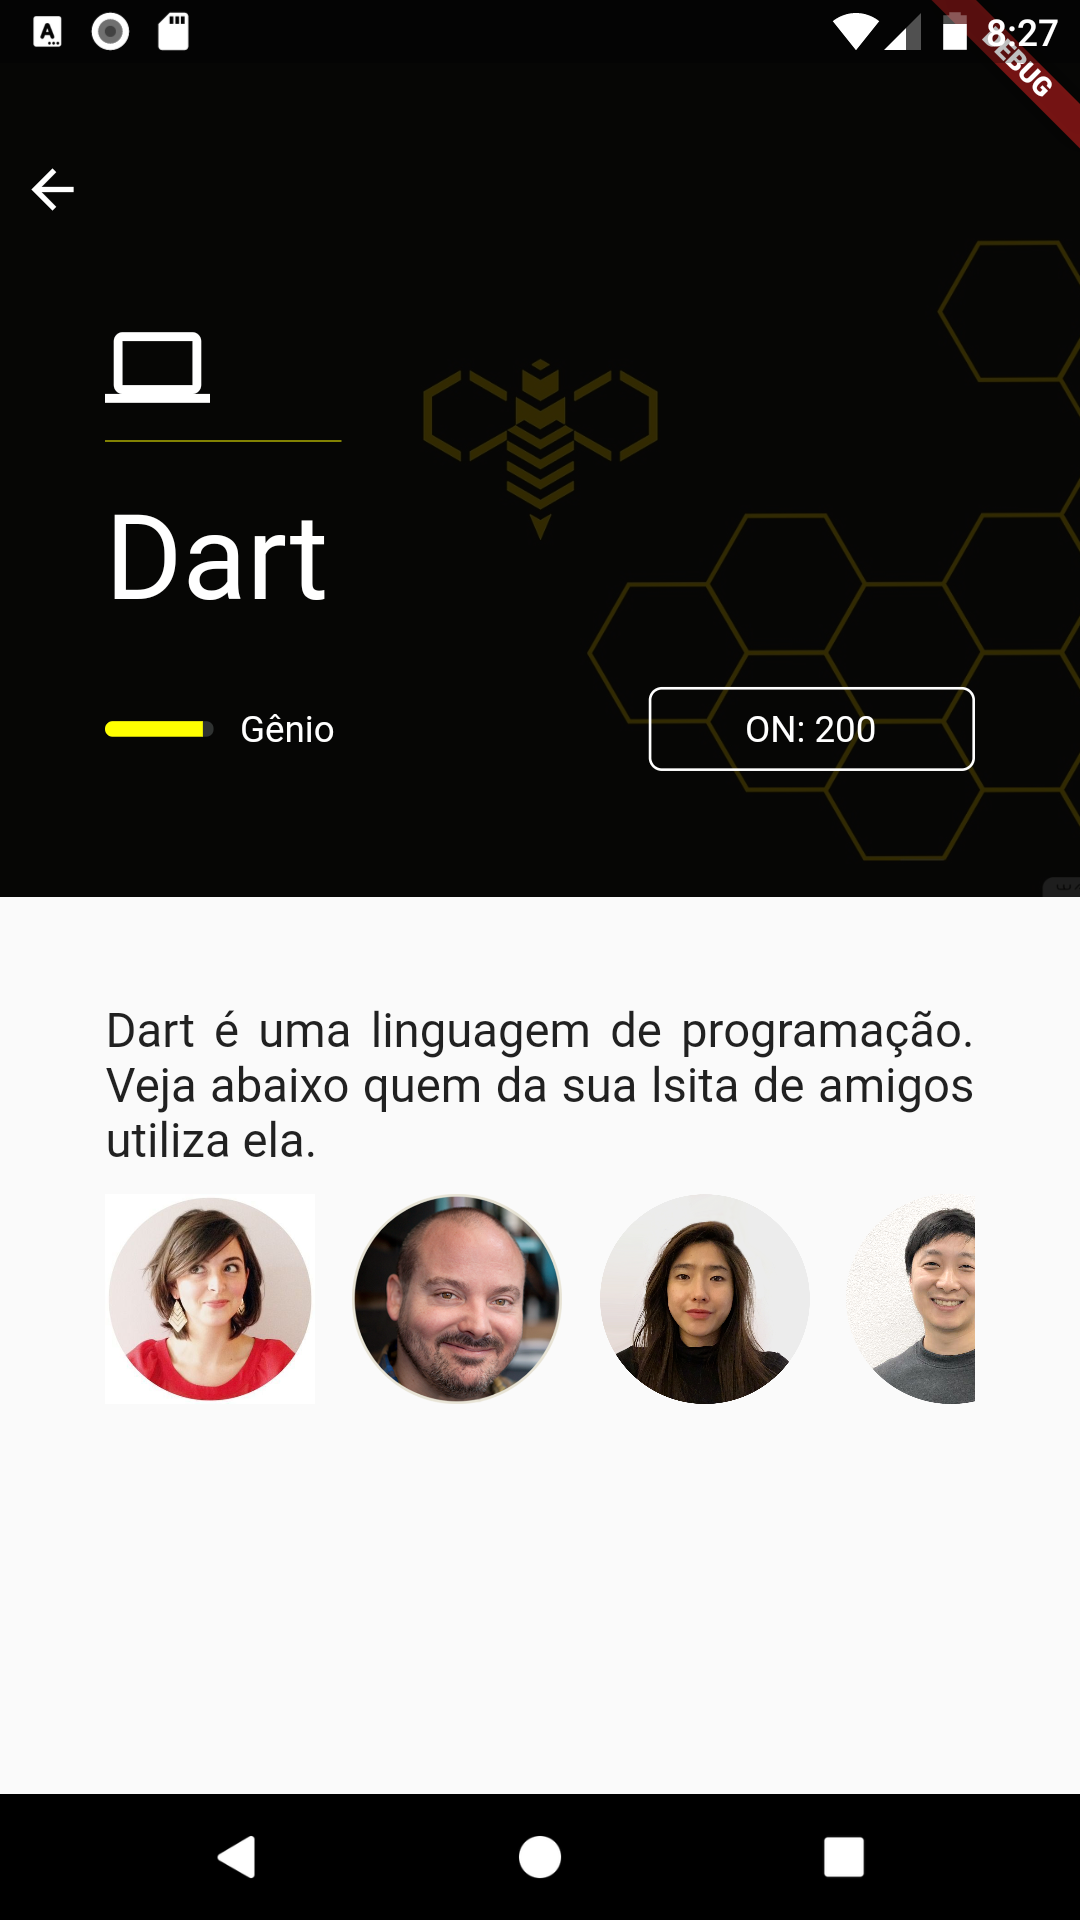 8:27
DEBUG
Dart
Gênio
ON: 200
Dart é uma linguagem de programação.
Veja abaixo quem da sua lsita de amigos
utiliza ela.